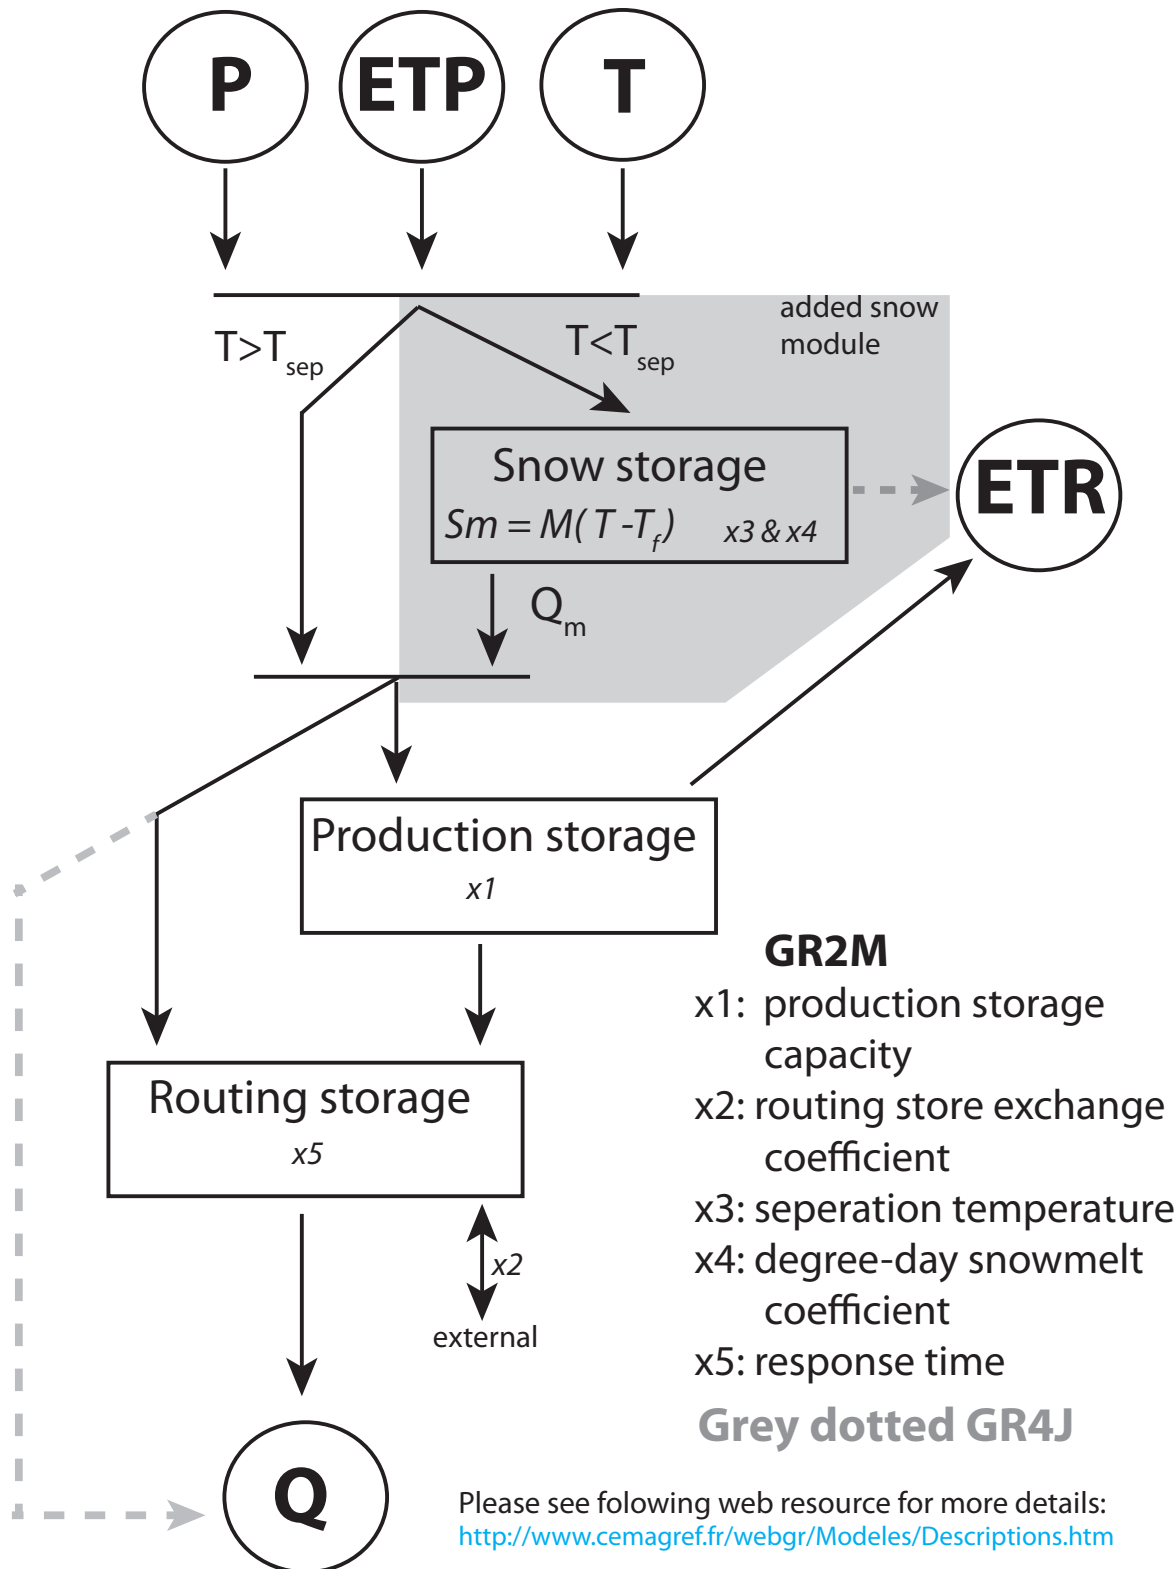 P
ETP
T
added snow
module
T>Tsep
T<Tsep
Snow storage
Sm = M( T -Tf)
x3 & x4
ETR
Qm
Production storage
x1
GR2M
x1: production storage
capacity
x2: routing store exchange
coefficient
x3: seperation temperature
x4: degree-day snowmelt
coefficient
x5: response time
Routing storage
x5
x2
external
Grey dotted GR4J
Q
Please see folowing web resource for more details:
http://www.cemagref.fr/webgr/Modeles/Descriptions.htm